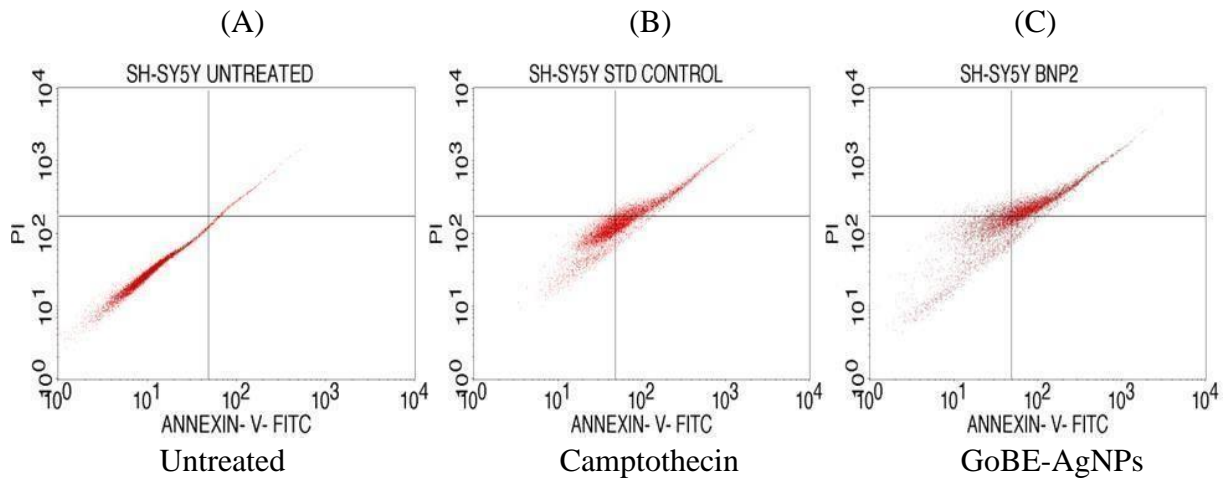 (A)
(B)
(C)
SH-SY5Y UNTREATED
SH-SY5Y STD CONTROL
SH-SY5Y BNP2
PI
10^4
10^3
10^2
10^1
10^0
10^0 10^1 10^2 10^3 10^4
ANNEXIN- V- FITC
Untreated
PI
10^4
10^3
10^2
10^1
10^0
10^0 10^1 10^2 10^3 10^4
ANNEXIN- V- FITC
Camptothecin
PI
10^4
10^3
10^2
10^1
10^0
10^0 10^1 10^2 10^3 10^4
ANNEXIN- V- FITC
GoBE-AgNPs